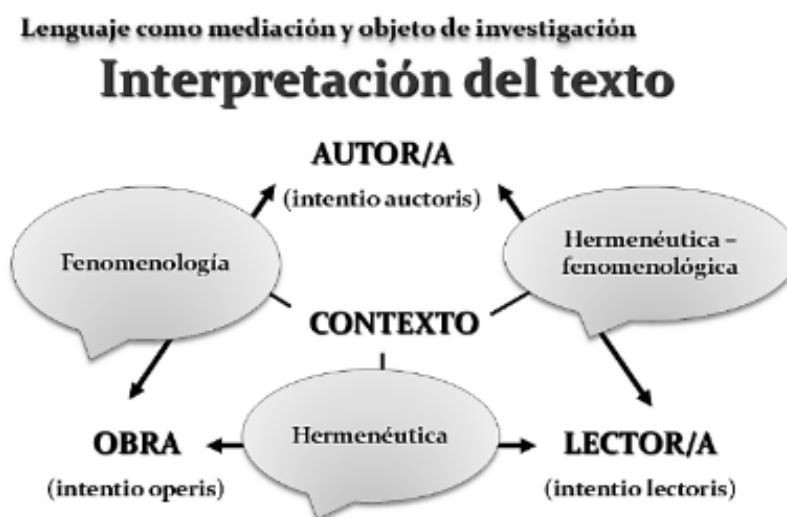 Lenguaje como mediación y objeto de investigación
Interpretación del texto
AUTOR/A
(intentio auctoris)
Fenomenología
Hermenéutica –
fenomenológica
CONTEXTO
OBRA
(intentio operis)
Hermenéutica
LECTOR/A
(intentio lectoris)